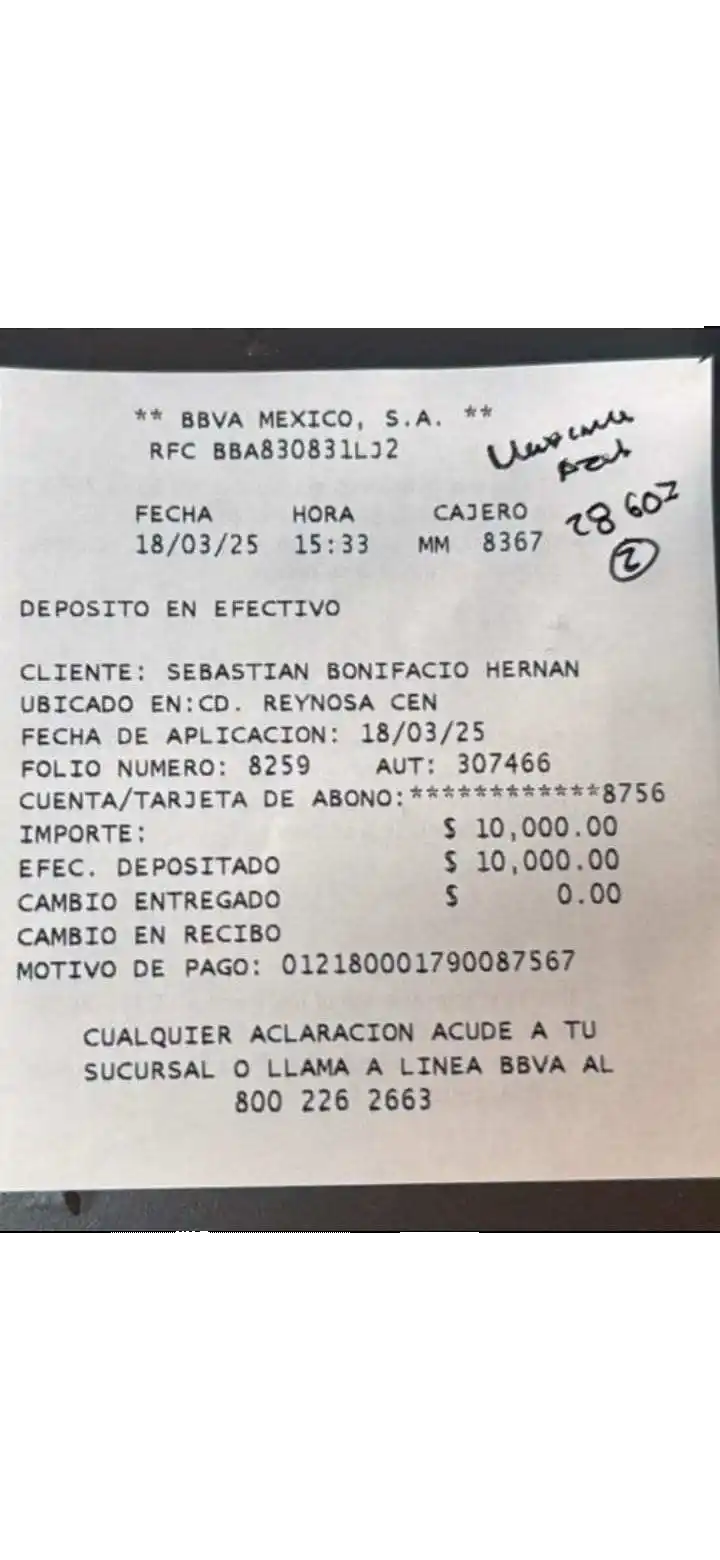 ** BBVA MEXICO, S.A. **
RFC BBA830831LJ2
28 602
2
FECHA HORA CAJERO
18/03/25 15:33 MM 8367
DEPOSITO EN EFECTIVO
CLIENTE: SEBASTIAN BONIFACIO HERNAN
UBICADO EN:CD. REYNOSA CEN
FECHA DE APLICACION: 18/03/25
FOLIO NUMERO: 8259 AUT: 307466
CUENTA/TARJETA DE ABONO:************8756
IMPORTE: $ 10,000.00
EFEC. DEPOSITADO $ 10,000.00
CAMBIO ENTREGADO $ 0.00
CAMBIO EN RECIBO
MOTIVO DE PAGO: 012180001790087567
CUALQUIER ACLARACION ACUDE A TU
SUCURSAL O LLAMA A LINEA BBVA AL
800 226 2663